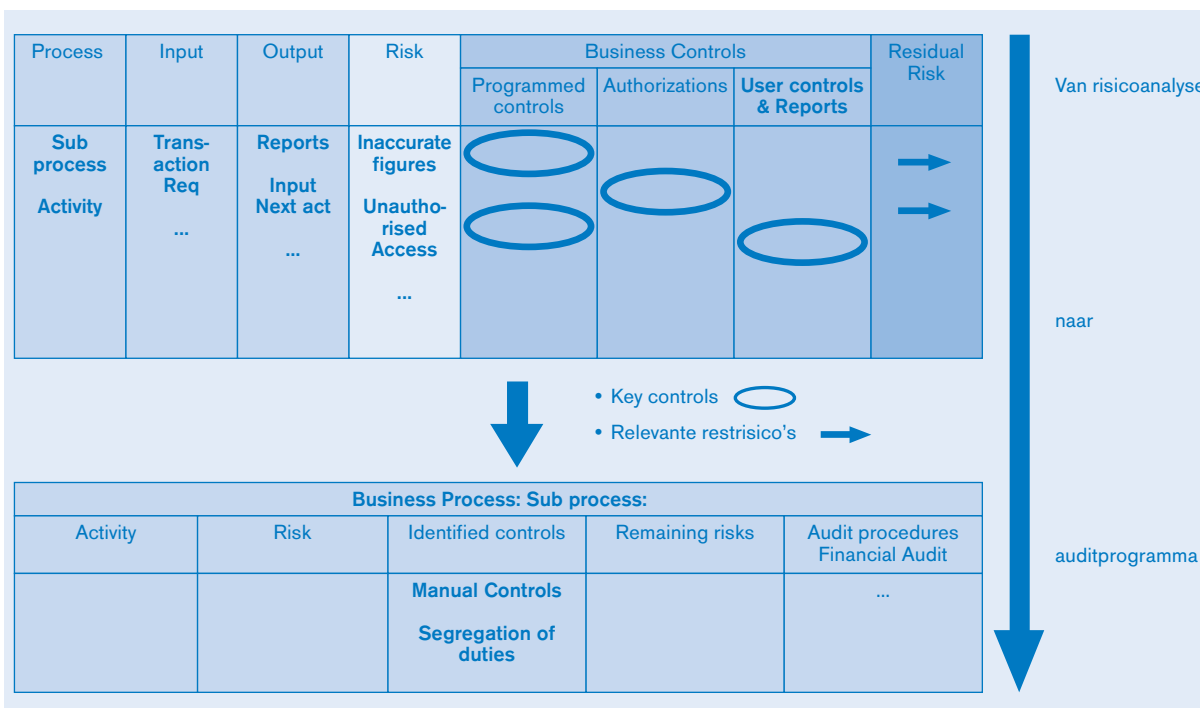 Process
Input
Output
Risk
Business Controls
Residual
Risk
Programmed
controls
Authorizations
User controls
& Reports
Sub
process
Activity
Trans-
action
Req
...
Reports
Input
Next act
...
Inaccurate
figures
Unautho-
rised
Access
...
Van risicoanalyse
naar
auditprogramma
• Key controls
• Relevante restrisico's
Business Process: Sub process:
Activity
Risk
Identified controls
Remaining risks
Audit procedures
Financial Audit
Manual Controls
Segregation of
duties
...